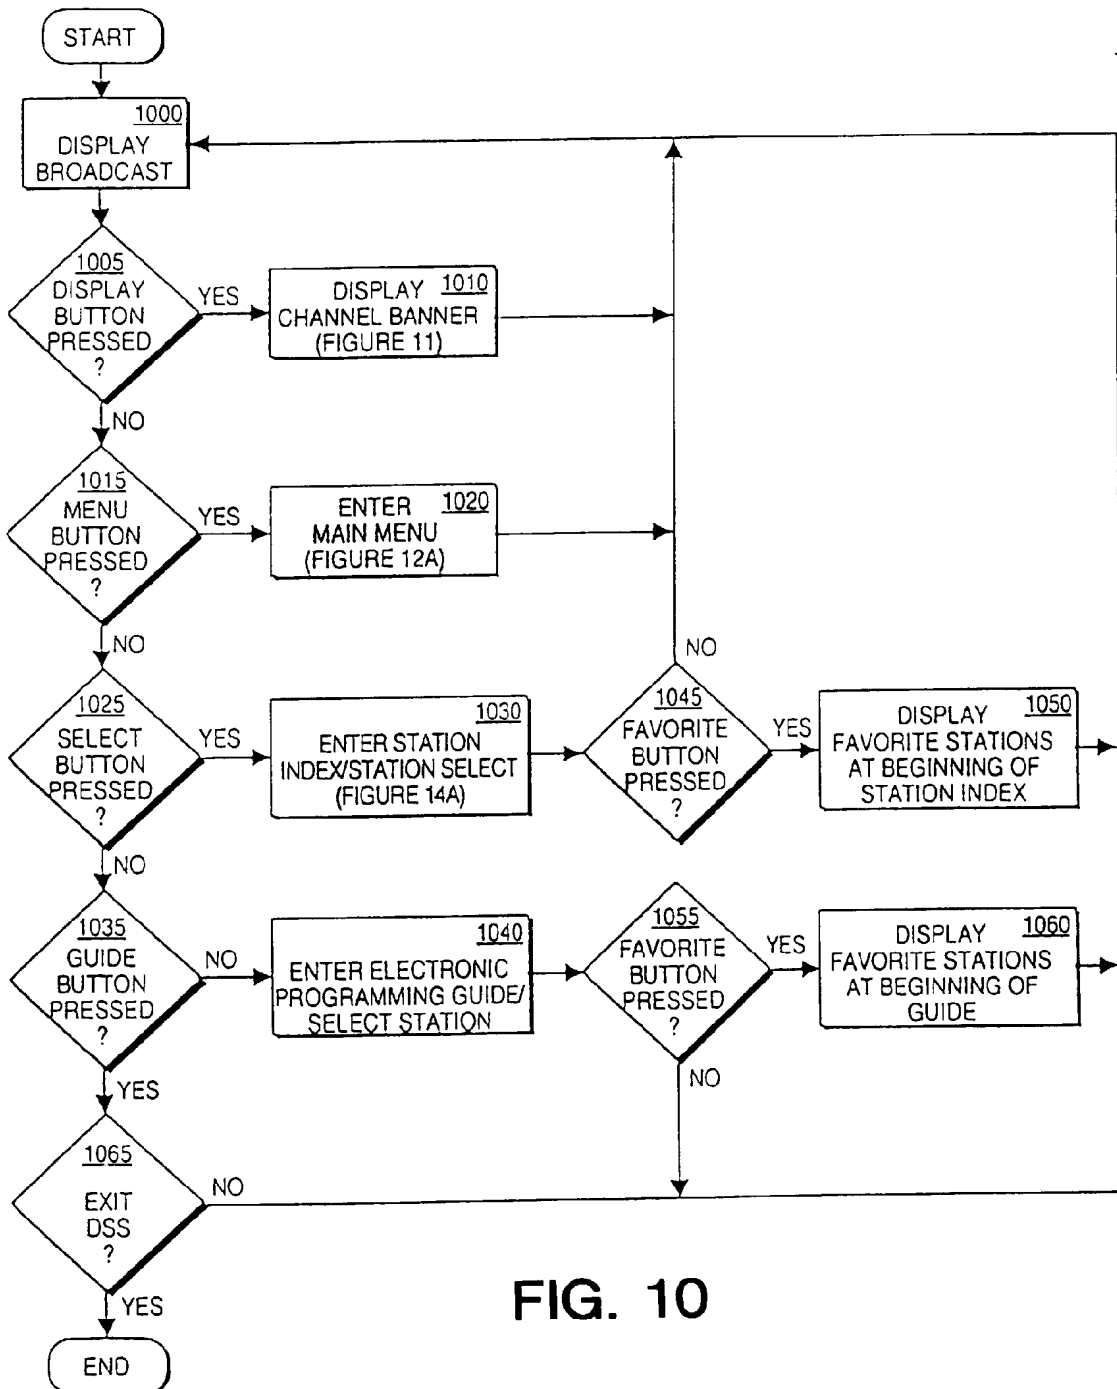 START
1000
DISPLAY
BROADCAST
1005
DISPLAY
BUTTON
PRESSED
?
YES
DISPLAY 1010
CHANNEL BANNER
(FIGURE 11)
NO
1015
MENU
BUTTON
PRESSED
?
YES
ENTER 1020
MAIN MENU
(FIGURE 12A)
NO
1025
SELECT
BUTTON
PRESSED
?
YES
1030
ENTER STATION
INDEX/STATION SELECT
(FIGURE 14A)
NO
1045
FAVORITE
BUTTON
PRESSED
?
YES
DISPLAY 1050
FAVORITE STATIONS
AT BEGINNING OF
STATION INDEX
NO
1035
GUIDE
BUTTON
PRESSED
?
NO
1040
ENTER ELECTRONIC
PROGRAMMING GUIDE/
SELECT STATION
1055
FAVORITE
BUTTON
PRESSED
?
YES
DISPLAY 1060
FAVORITE STATIONS
AT BEGINNING OF
GUIDE
NO
YES
1065
EXIT
DSS
?
NO
YES
END
FIG. 10